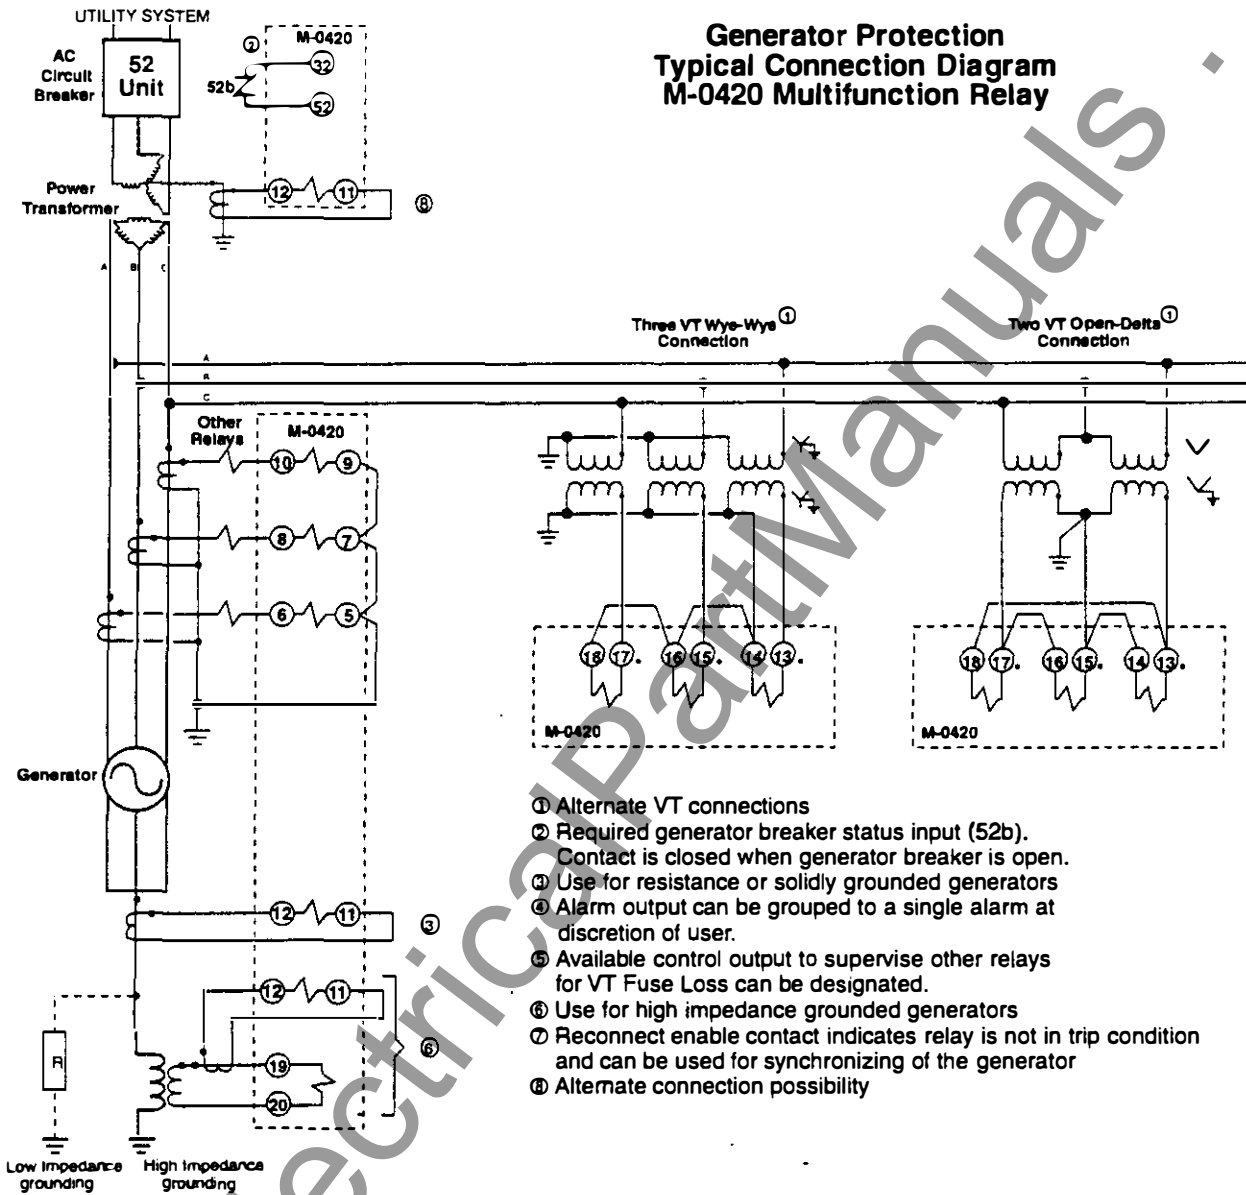 UTILITY SYSTEM
AC
Circuit
Breaker
52
Unit
②
M-0420
52b
32
52
Generator Protection
Typical Connection Diagram
M-0420 Multifunction Relay
Power
Transformer
12
11
⑧
A
B
C
Three VT Wye-Wye ①
Connection
Two VT Open-Delta ①
Connection
A
B
C
Other
Relays
M-0420
10
9
8
7
6
5
18
17
16
15
14
13
M-0420
18
17
16
15
14
13
M-0420
Generator
12
11
③
12
11
⑥
R
19
20
Low Impedance
grounding
High Impedance
grounding
① Alternate VT connections
② Required generator breaker status input (52b).
Contact is closed when generator breaker is open.
③ Use for resistance or solidly grounded generators
④ Alarm output can be grouped to a single alarm at
discretion of user.
⑤ Available control output to supervise other relays
for VT Fuse Loss can be designated.
⑥ Use for high impedance grounded generators
⑦ Reconnect enable contact indicates relay is not in trip condition
and can be used for synchronizing of the generator
⑧ Alternate connection possibility
ctricalPartManuals.